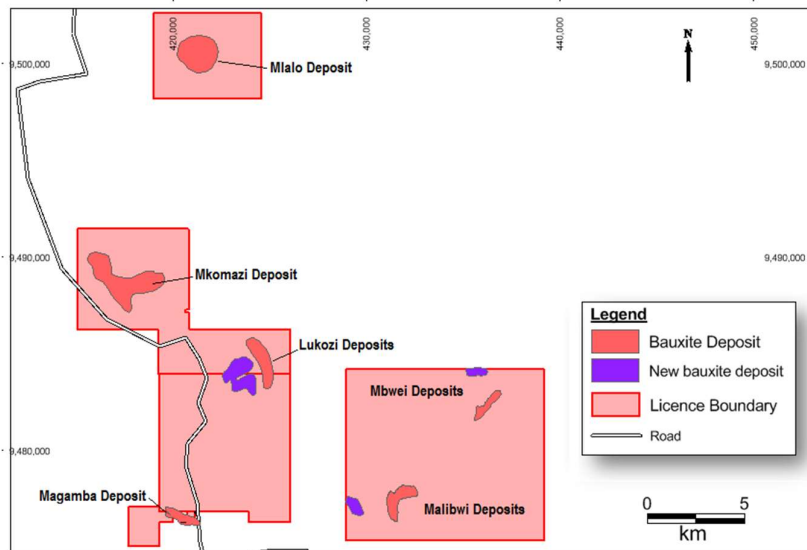 420,000
430,000
440,000
450,000
N
9,500,000
9,500,000
Mlalo Deposit
9,490,000
9,490,000
Mkomazi Deposit
Lukozi Deposits
Mbwei Deposits
9,480,000
Magamba Deposit
Malibwi Deposits
Legend
Bauxite Deposit
New bauxite deposit
Licence Boundary
Road
0 5
km